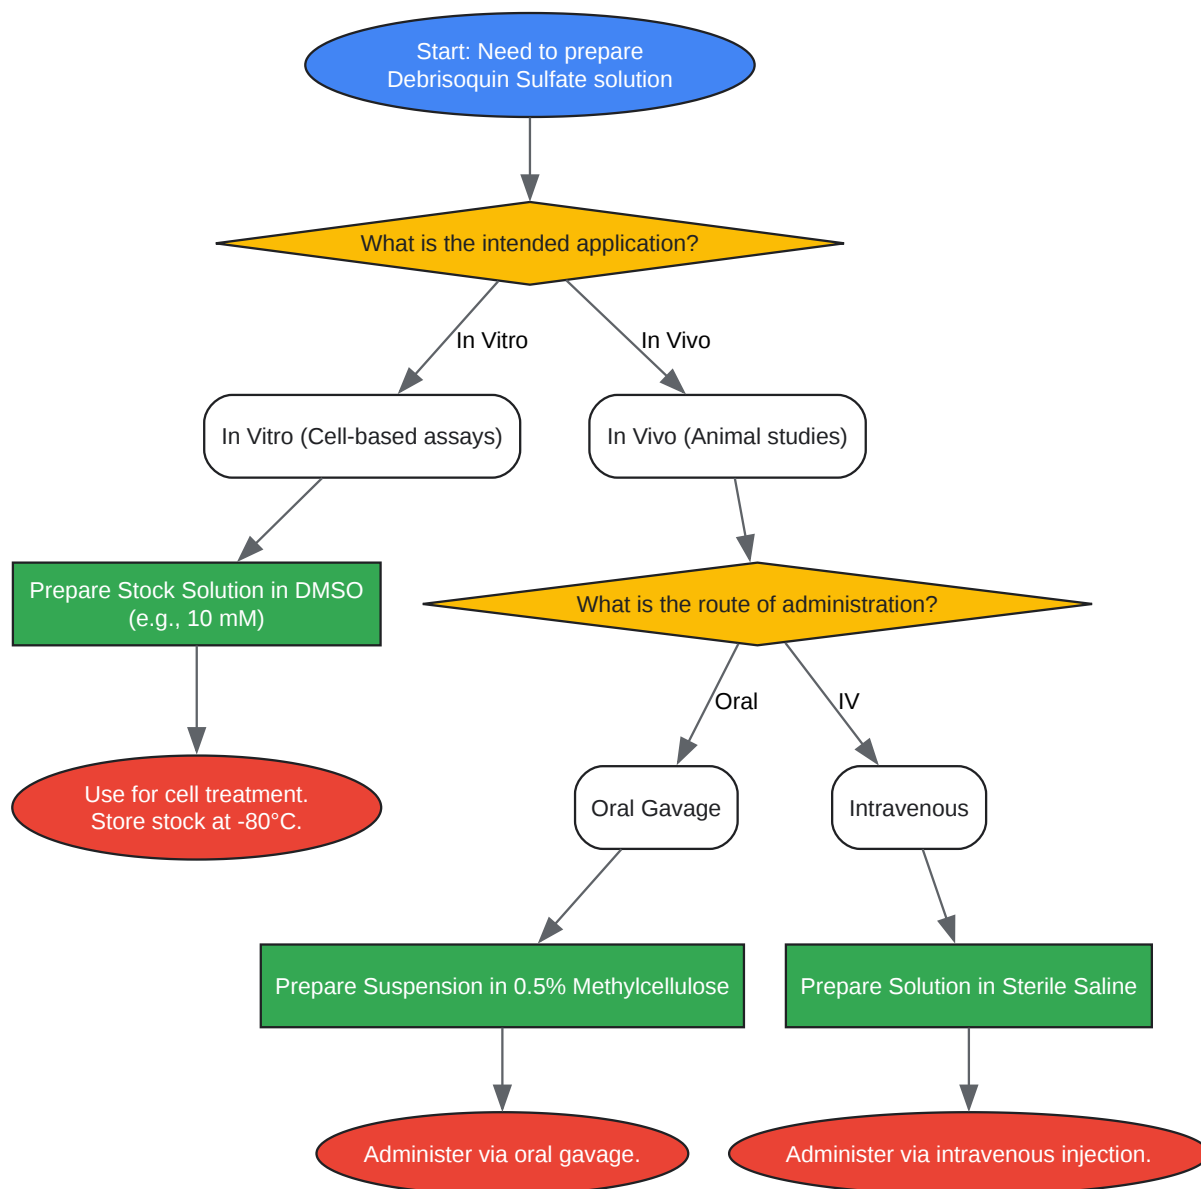 Start: Need to prepare
Debrisoquin Sulfate solution
What is the intended application?
In Vitro
In Vivo
In Vitro (Cell-based assays)
In Vivo (Animal studies)
Prepare Stock Solution in DMSO
(e.g., 10 mM)
What is the route of administration?
Oral
IV
Use for cell treatment.
Store stock at -80°C.
Oral Gavage
Intravenous
Prepare Suspension in 0.5% Methylcellulose
Prepare Solution in Sterile Saline
Administer via oral gavage.
Administer via intravenous injection.